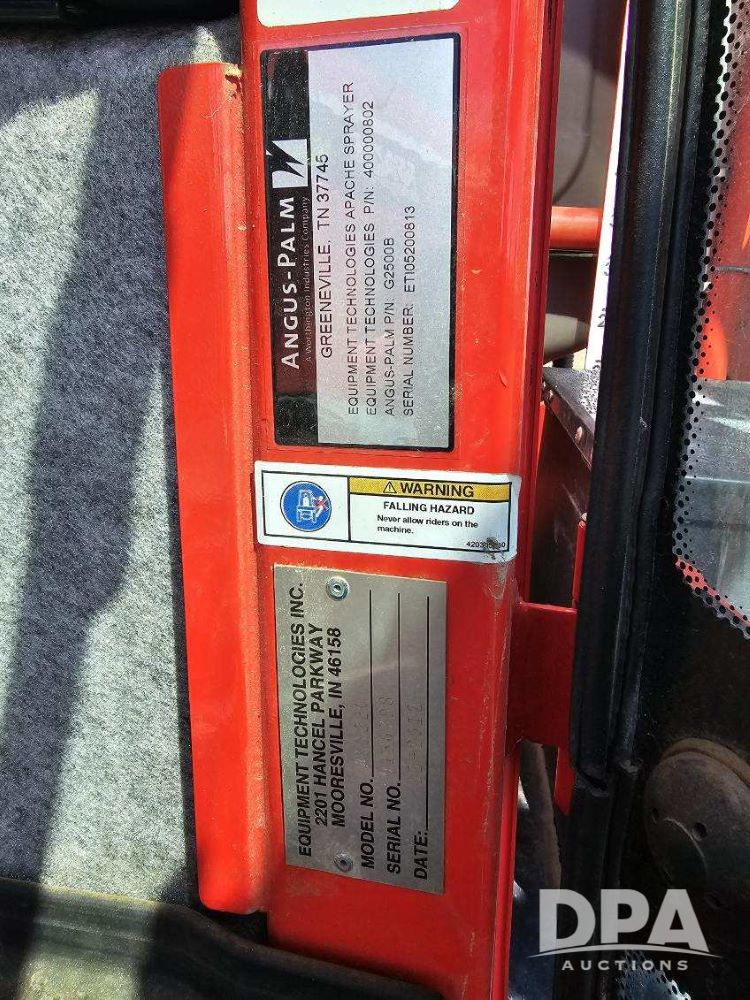 ANGUS-PALM
A Worthington Industries Company
GREENEVILLE, TN 37745
EQUIPMENT TECHNOLOGIES APACHE SPRAYER
EQUIPMENT TECHNOLOGIES P/N: 400000802
ANGUS-PALM P/N: G2500B
SERIAL NUMBER: ETI05200813
WARNING
FALLING HAZARD
Never allow riders on the
machine.
EQUIPMENT TECHNOLOGIES INC.
2201 HANCEL PARKWAY
MOORESVILLE, IN 46158
MODEL NO.
SERIAL NO.
DATE:
DPA
AUCTIONS